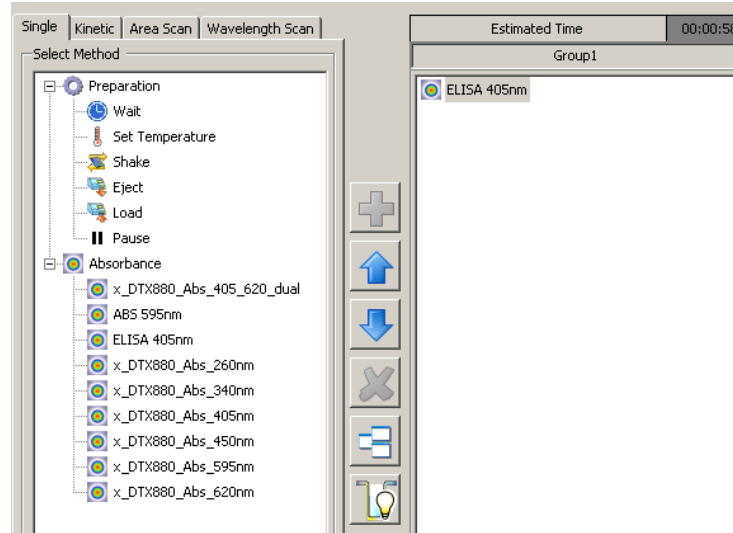 Single Kinetic Area Scan Wavelength Scan
Select Method
Preparation
Wait
Set Temperature
Shake
Eject
Load
Pause
Absorbance
x_DTX880_Abs_405_620_dual
ABS 595nm
ELISA 405nm
x_DTX880_Abs_260nm
x_DTX880_Abs_340nm
x_DTX880_Abs_405nm
x_DTX880_Abs_450nm
x_DTX880_Abs_595nm
x_DTX880_Abs_620nm
Estimated Time 00:00:58
Group1
ELISA 405nm